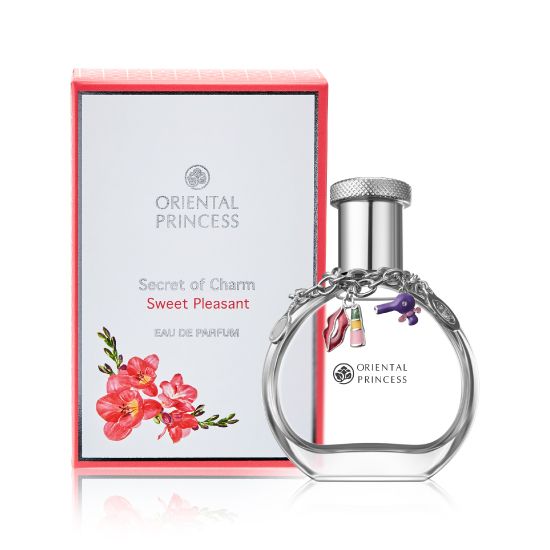 ORIENTAL
PRINCESS
Secret of Charm
Sweet Pleasant
EAU DE PARFUM
ORIENTAL
PRINCESS